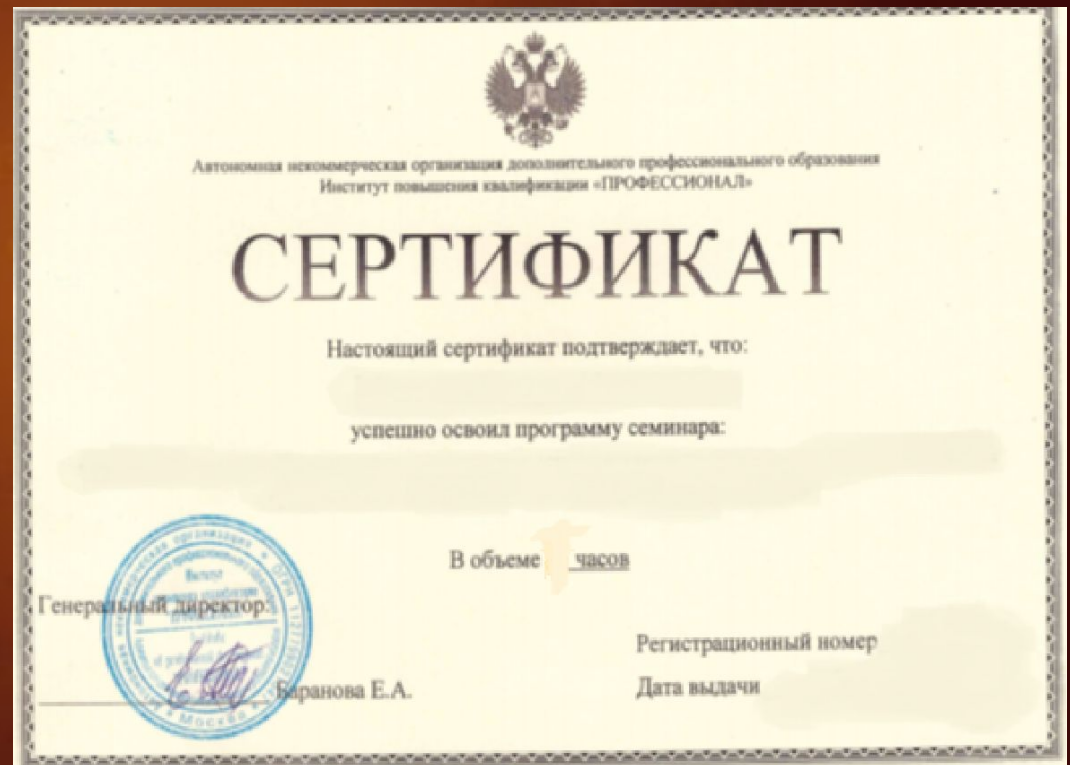 Автономная некоммерческая организация дополнительного профессионального образования
Институт повышения квалификации «ПРОФЕССИОНАЛ»
СЕРТИФИКАТ
Настоящий сертификат подтверждает, что:
успешно освоил программу семинара:
В объеме часов
Генеральный директор:
Баранова Е.А.
Регистрационный номер
Дата выдачи
Москва